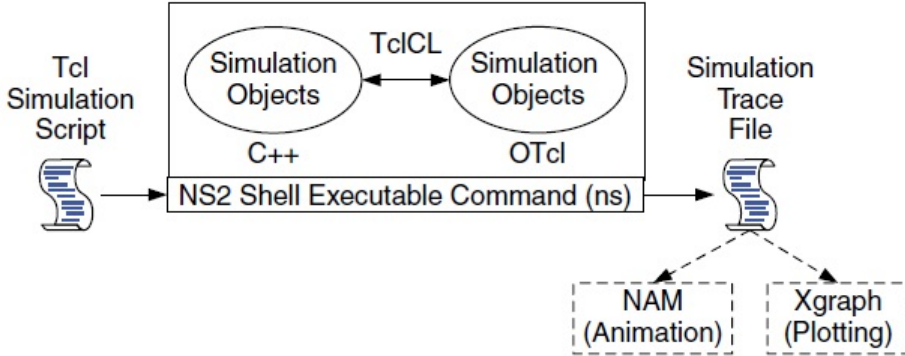 Tcl
Simulation
Script
TclCL
Simulation
Objects
Simulation
Objects
C++
OTcl
NS2 Shell Executable Command (ns)
Simulation
Trace
File
NAM
(Animation)
Xgraph
(Plotting)